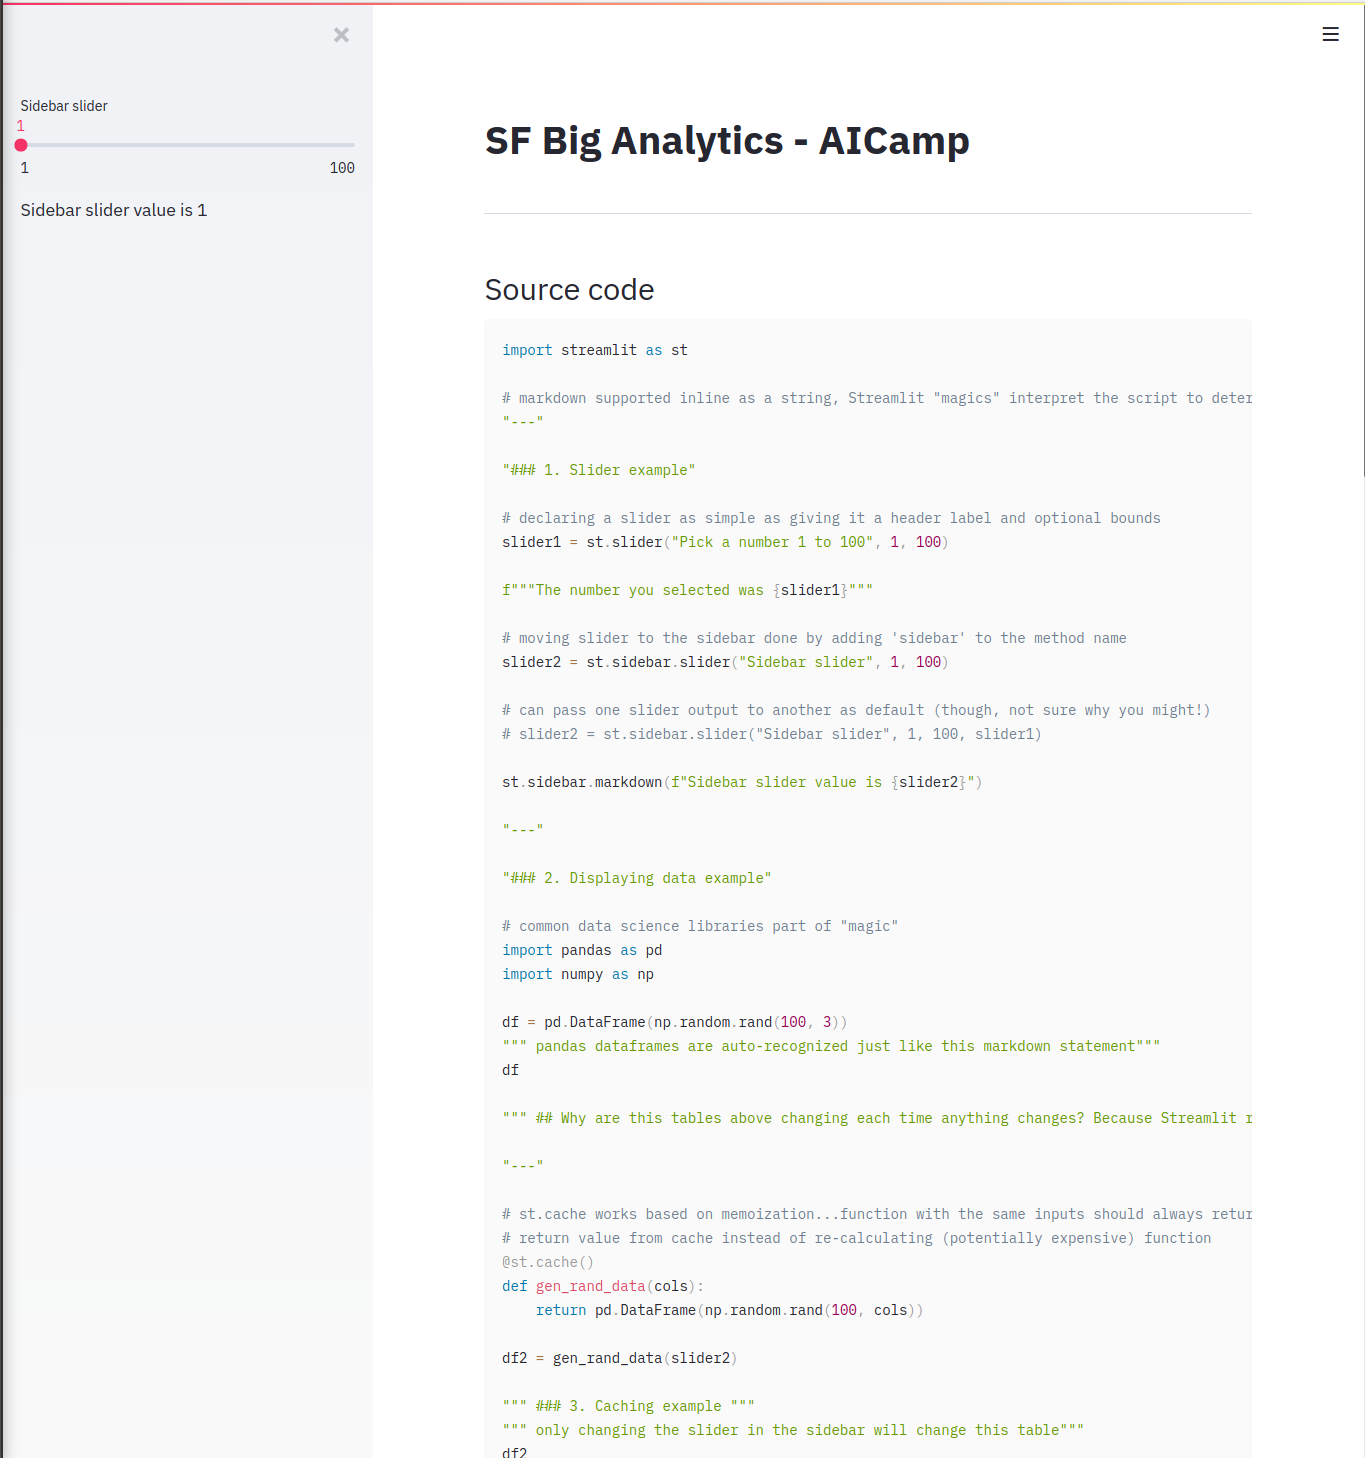 Sidebar slider
1
1 100
Sidebar slider value is 1
SF Big Analytics - AICamp
Source code
import streamlit as st
# markdown supported inline as a string, Streamlit "magics" interpret the script to deter
"---"
"### 1. Slider example"
# declaring a slider as simple as giving it a header label and optional bounds
slider1 = st.slider("Pick a number 1 to 100", 1, 100)
f"""The number you selected was {slider1}"""
# moving slider to the sidebar done by adding 'sidebar' to the method name
slider2 = st.sidebar.slider("Sidebar slider", 1, 100)
# can pass one slider output to another as default (though, not sure why you might!)
# slider2 = st.sidebar.slider("Sidebar slider", 1, 100, slider1)
st.sidebar.markdown(f"Sidebar slider value is {slider2}")
"---"
"### 2. Displaying data example"
# common data science libraries part of "magic"
import pandas as pd
import numpy as np
df = pd.DataFrame(np.random.rand(100, 3))
""" pandas dataframes are auto-recognized just like this markdown statement"""
df
""" ## Why are this tables above changing each time anything changes? Because Streamlit r
"---"
# st.cache works based on memoization...function with the same inputs should always retur
# return value from cache instead of re-calculating (potentially expensive) function
@st.cache()
def gen_rand_data(cols):
    return pd.DataFrame(np.random.rand(100, cols))
df2 = gen_rand_data(slider2)
""" ### 3. Caching example """
""" only changing the slider in the sidebar will change this table"""
df2